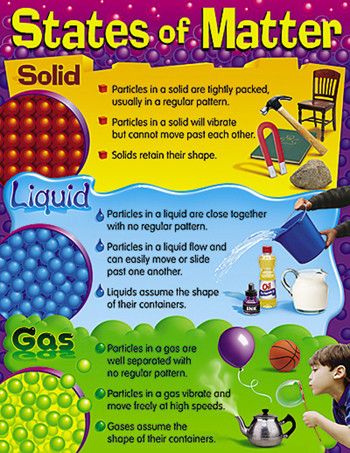 States of Matter
Solid
Particles in a solid are tightly packed,
usually in a regular pattern.
Particles in a solid will vibrate
but cannot move past each other.
Solids retain their shape.
Liquid
Particles in a liquid are close together
with no regular pattern.
Particles in a liquid flow and
can easily move or slide
past one another.
Liquids assume the shape
of their containers.
Oil
INK
Gas
Particles in a gas are
well separated with
no regular pattern.
Particles in a gas vibrate and
move freely at high speeds.
Gases assume the
shape of their containers.